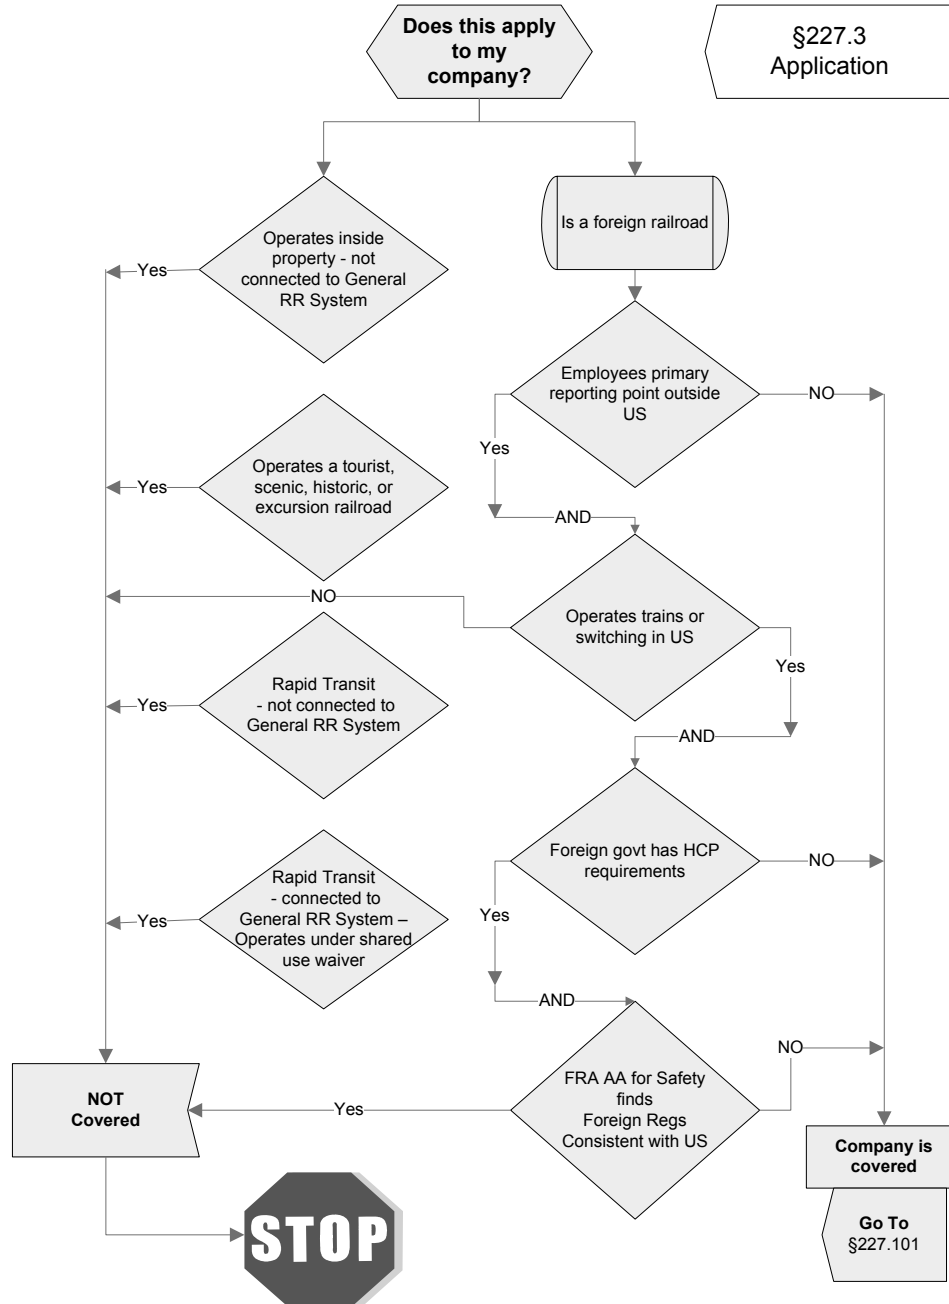 Does this apply
to my
company?
§227.3
Application
Operates inside
property - not
connected to General
RR System
Yes
Is a foreign railroad
Employees primary
reporting point outside
US
NO
Yes
AND
Operates a tourist,
scenic, historic, or
excursion railroad
Yes
NO
Operates trains or
switching in US
Yes
AND
Rapid Transit
- not connected to
General RR System
Yes
Foreign govt has HCP
requirements
NO
Yes
AND
Rapid Transit
- connected to
General RR System –
Operates under shared
use waiver
Yes
FRA AA for Safety
finds
Foreign Regs
Consistent with US
NO
Yes
NOT
Covered
STOP
Company is
covered
Go To
§227.101